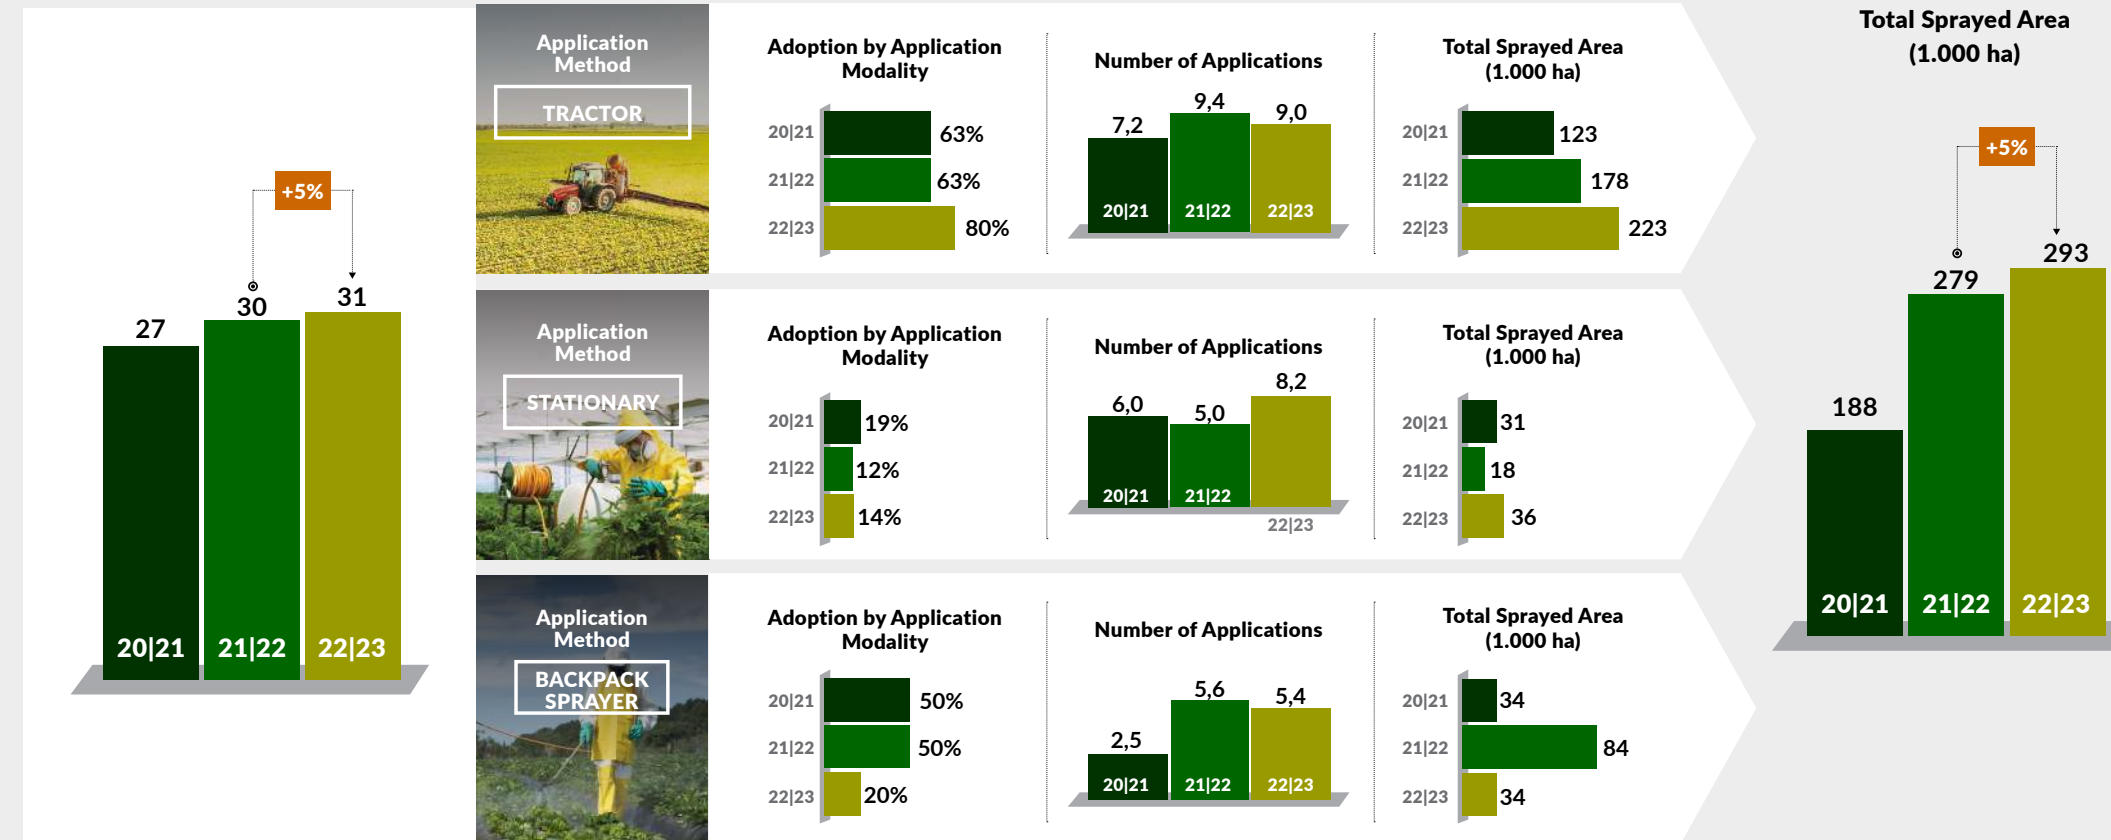 +5%
27
30
31
20|21
21|22
22|23
Application
Method
TRACTOR
Adoption by Application
Modality
20|21
63%
21|22
63%
22|23
80%
Number of Applications
7,2
9,4
9,0
20|21
21|22
22|23
Total Sprayed Area
(1.000 ha)
20|21
123
21|22
178
22|23
223
Application
Method
STATIONARY
Adoption by Application
Modality
20|21
19%
21|22
12%
22|23
14%
Number of Applications
6,0
5,0
8,2
20|21
21|22
22|23
Total Sprayed Area
(1.000 ha)
20|21
31
21|22
18
22|23
36
Application
Method
BACKPACK
SPRAYER
Adoption by Application
Modality
20|21
50%
21|22
50%
22|23
20%
Number of Applications
2,5
5,6
5,4
20|21
21|22
22|23
Total Sprayed Area
(1.000 ha)
20|21
34
21|22
84
22|23
34
Total Sprayed Area
(1.000 ha)
+5%
188
279
293
20|21
21|22
22|23